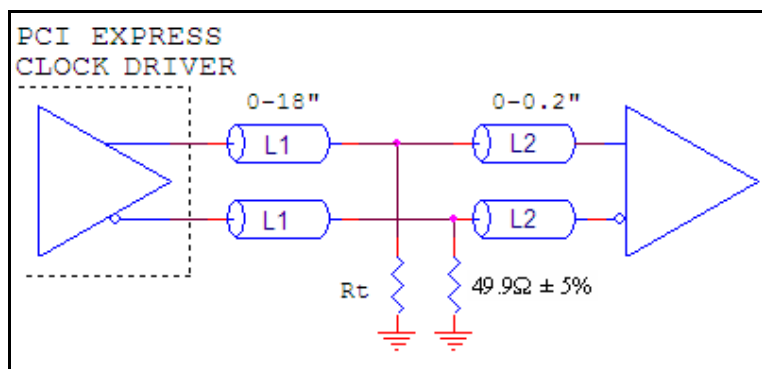 PCI EXPRESS
CLOCK DRIVER
0-18"
0-0.2"
L1
L2
L1
L2
Rt
49.9Ω ± 5%